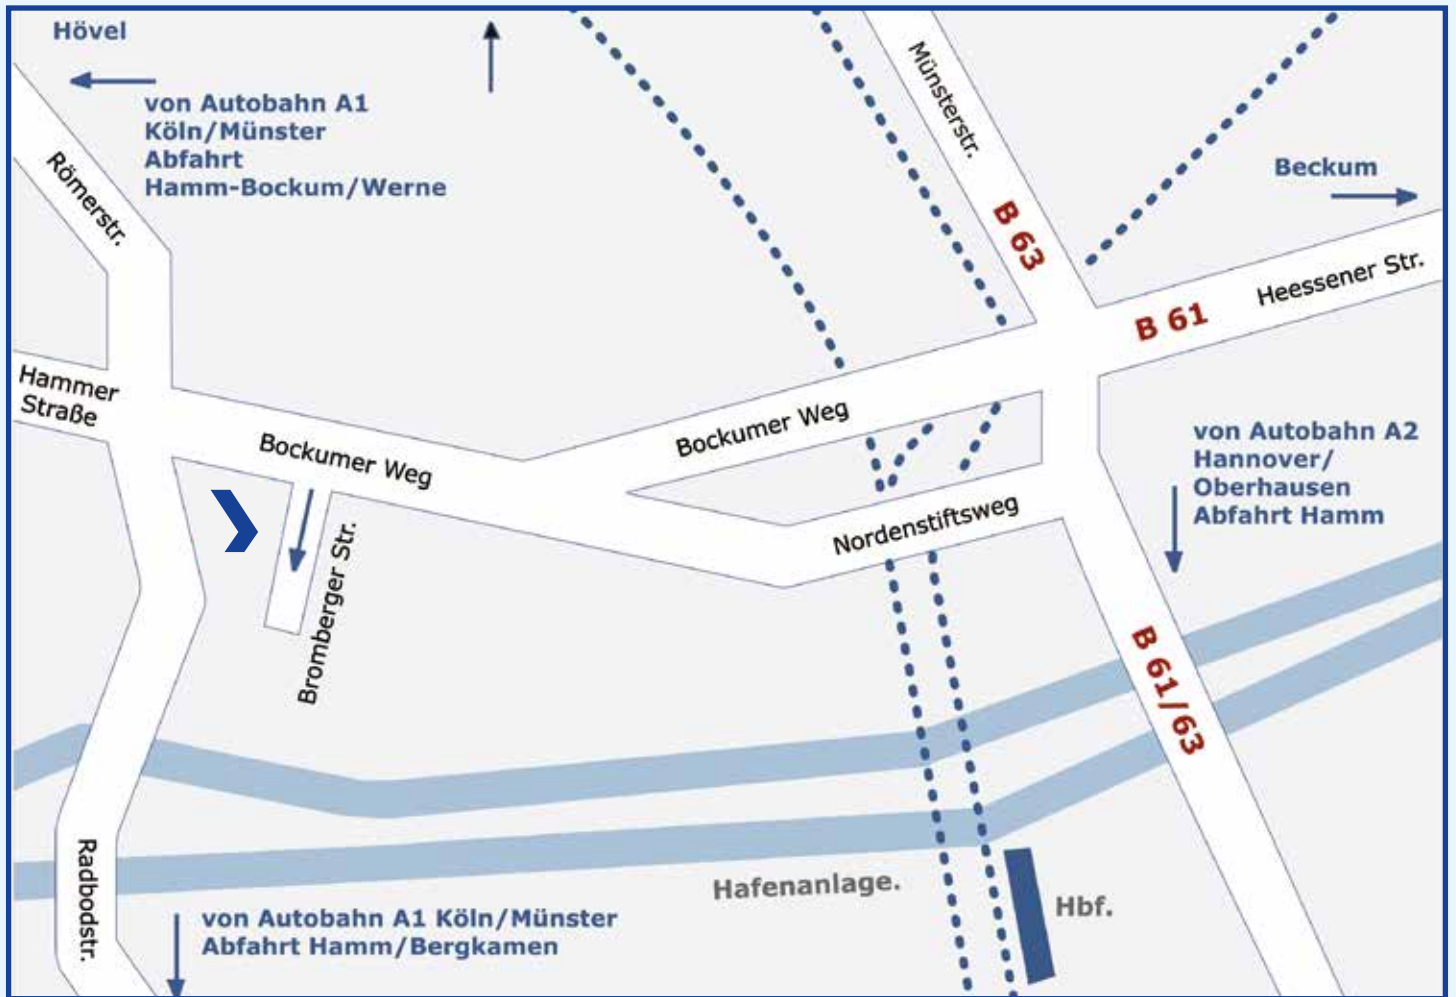 Hövel
von Autobahn A1
Köln/Münster
Abfahrt
Hamm-Bockum/Werne
Römerstr.
Münsterstr.
B 63
Beckum
B 61
Heessener Str.
Hammer
Straße
Bockumer Weg
Bockumer Weg
Nordenstiftsweg
von Autobahn A2
Hannover/
Oberhausen
Abfahrt Hamm
Bromberger Str.
B 61/63
Radbodstr.
Hafenanlage.
Hbf.
von Autobahn A1 Köln/Münster
Abfahrt Hamm/Bergkamen